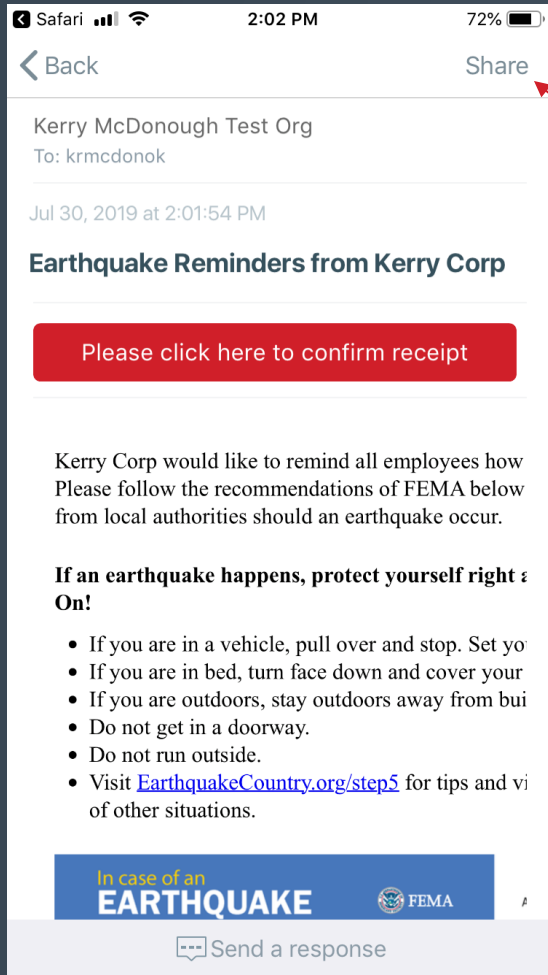 Safari 2:02 PM 72%
Back Share
Kerry McDonough Test Org
To: krmcdonok
Jul 30, 2019 at 2:01:54 PM
Earthquake Reminders from Kerry Corp
Please click here to confirm receipt
Kerry Corp would like to remind all employees how
Please follow the recommendations of FEMA below
from local authorities should an earthquake occur.
If an earthquake happens, protect yourself right
On!
• If you are in a vehicle, pull over and stop. Set
• If you are in bed, turn face down and cover your
• If you are outdoors, stay outdoors away from
• Do not get in a doorway.
• Do not run outside.
• Visit EarthquakeCountry.org/step5 for tips and
of other situations.
In case of an
EARTHQUAKE FEMA
Send a response